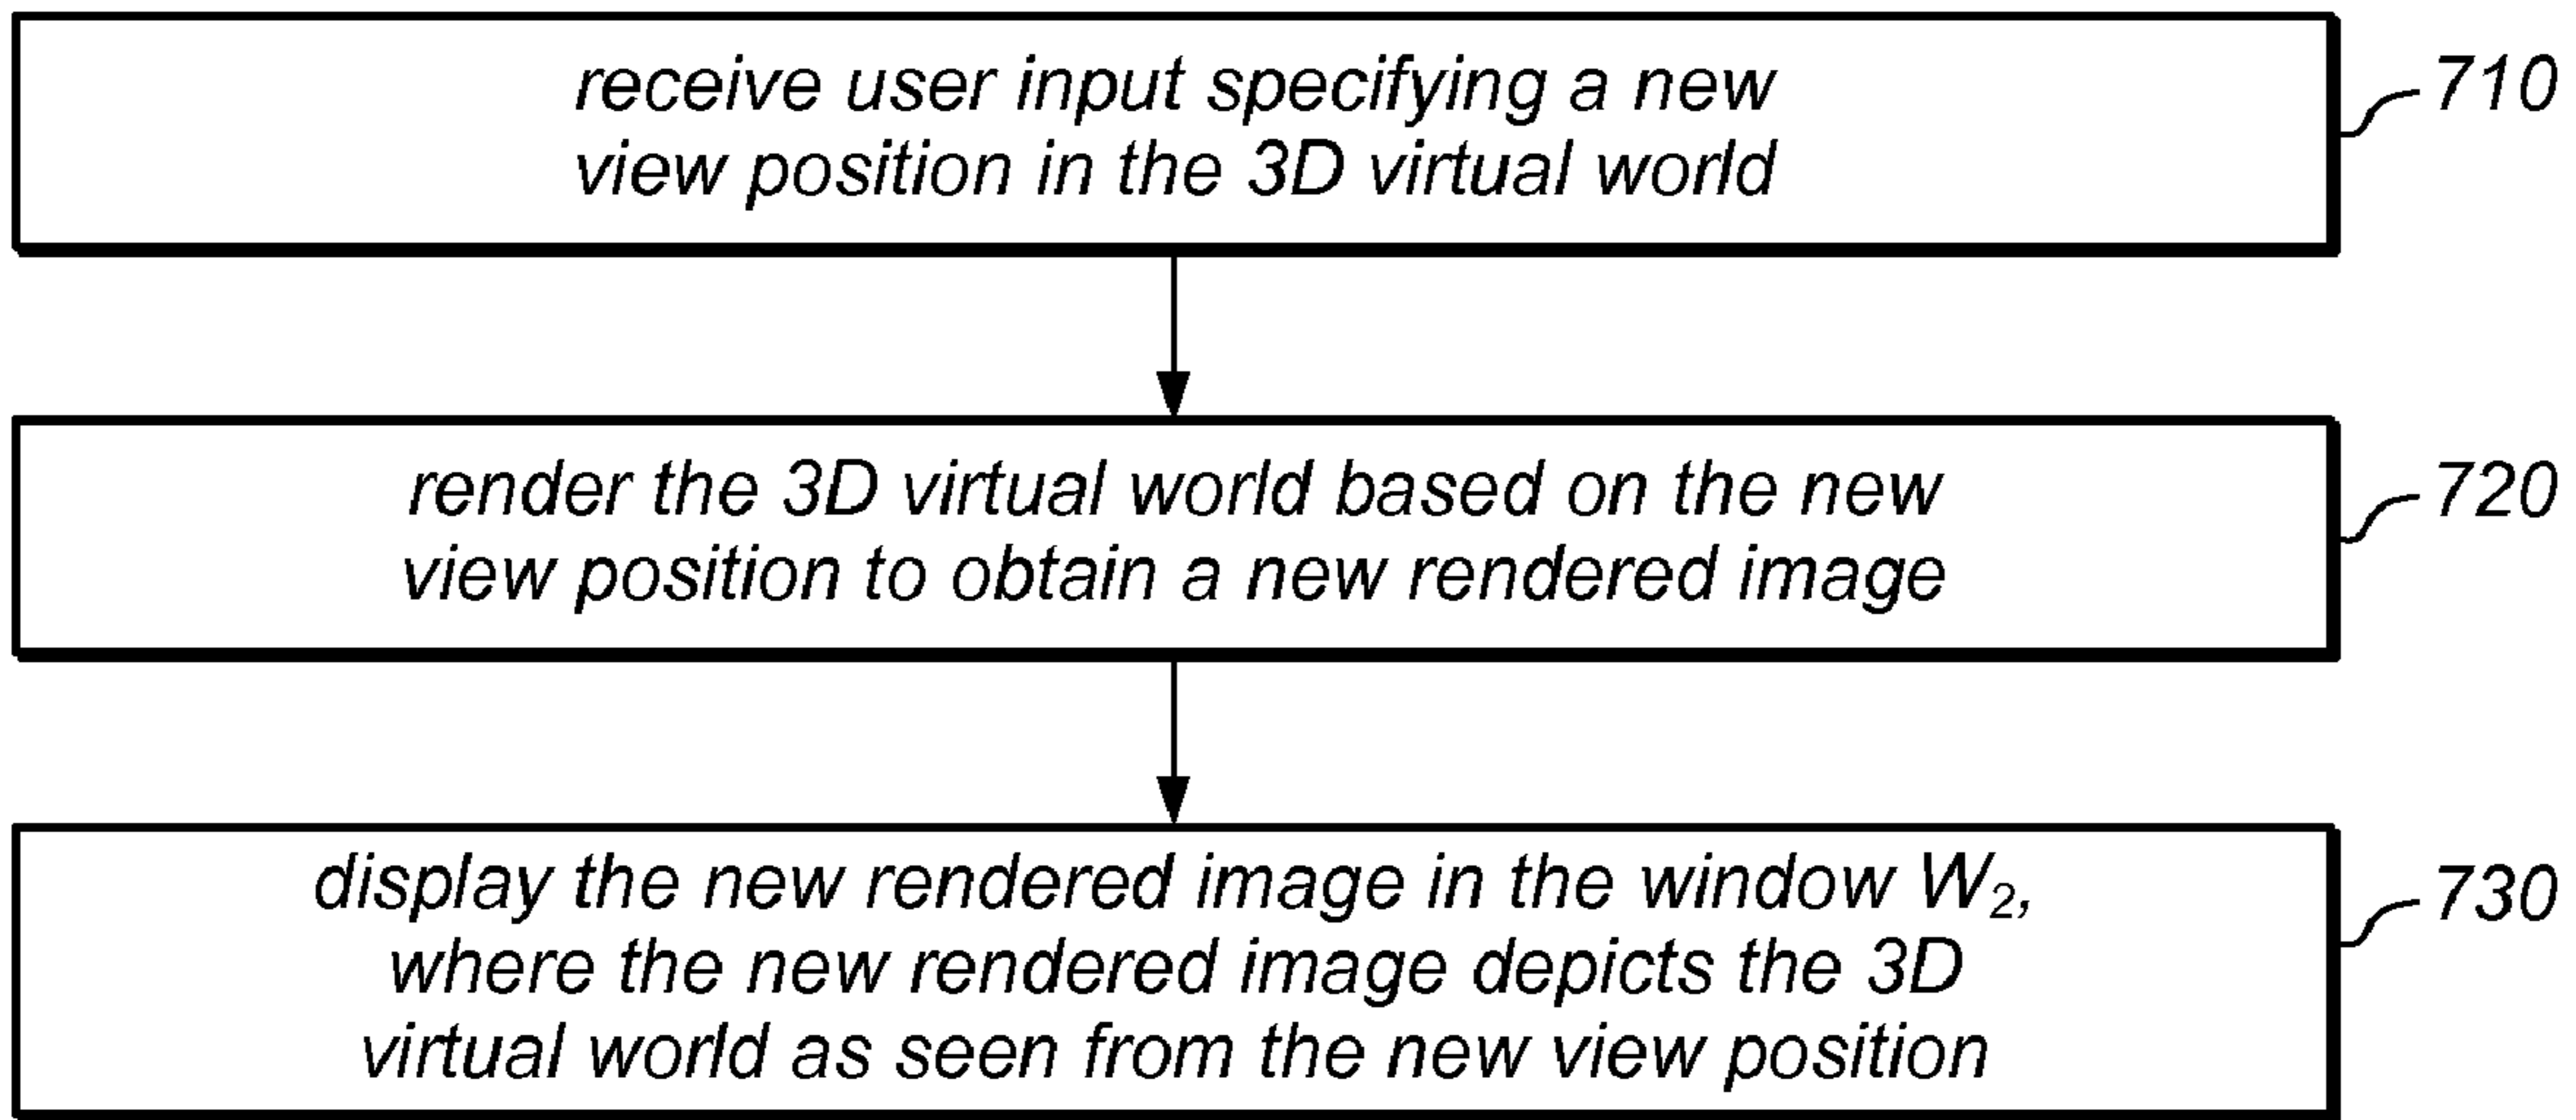 receive user input specifying a new
view position in the 3D virtual world
710
render the 3D virtual world based on the new
view position to obtain a new rendered image
720
display the new rendered image in the window W₂,
where the new rendered image depicts the 3D
virtual world as seen from the new view position
730